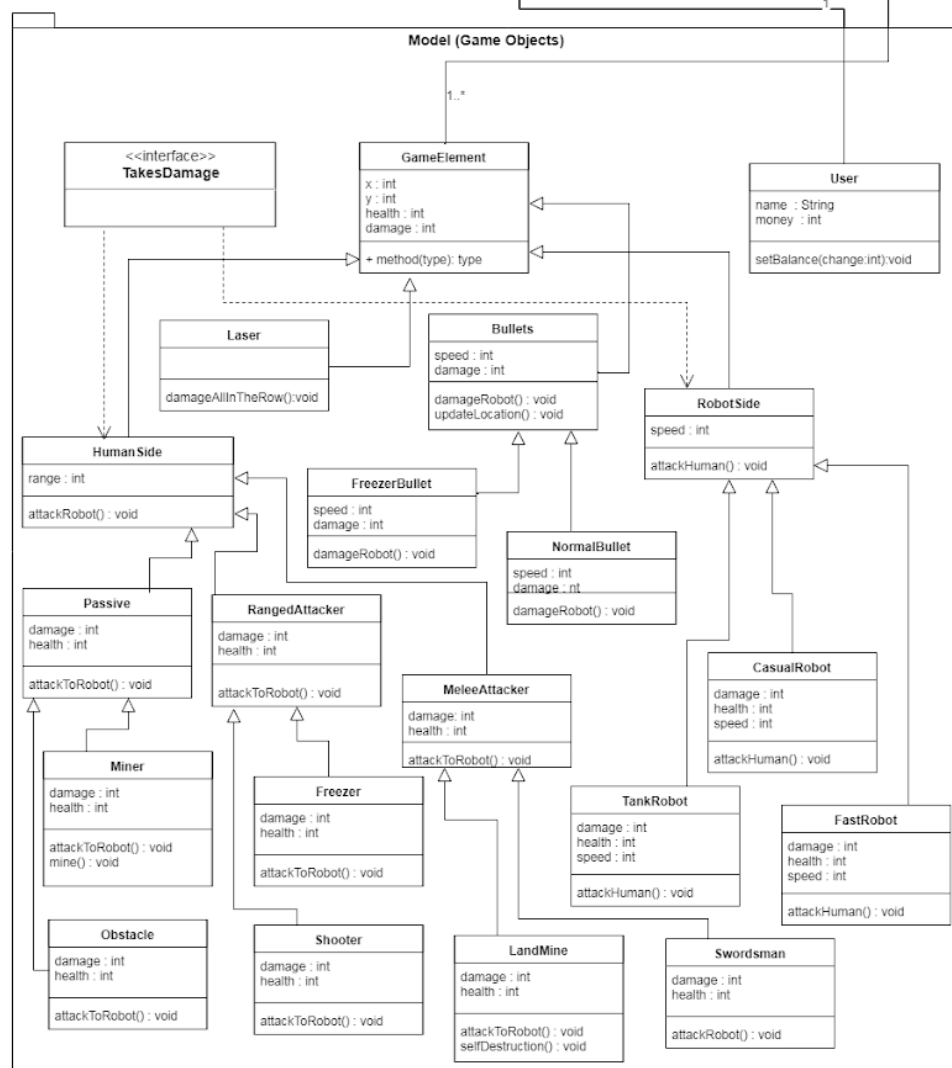 1
Model (Game Objects)
1..*
<<interface>>
TakesDamage
GameElement
x : int
y : int
health : int
damage : int
+ method(type): type
User
name : String
money : int
setBalance(change:int):void
Laser
damageAllInTheRow():void
Bullets
speed : int
damage : int
damageRobot() : void
updateLocation() : void
RobotSide
speed : int
attackHuman() : void
HumanSide
range : int
attackRobot() : void
FreezerBullet
speed : int
damage : int
damageRobot() : void
NormalBullet
speed : int
damage : nt
damageRobot() : void
Passive
damage : int
health : int
attackToRobot() : void
RangedAttacker
damage : int
health : int
attackToRobot() : void
MeleeAttacker
damage: int
health : int
attackToRobot() : void
CasualRobot
damage : int
health : int
speed : int
attackHuman() : void
Miner
damage : int
health : int
attackToRobot() : void
mine() : void
Freezer
damage : int
health : int
attackToRobot() : void
TankRobot
damage : int
health : int
speed : int
attackHuman() : void
FastRobot
damage : int
health : int
speed : int
attackHuman() : void
Obstacle
damage : int
health : int
attackToRobot() : void
Shooter
damage : int
health : int
attackToRobot() : void
LandMine
damage : int
health : int
attackToRobot() : void
selfDestruction() : void
Swordsman
damage : int
health : int
attackRobot() : void